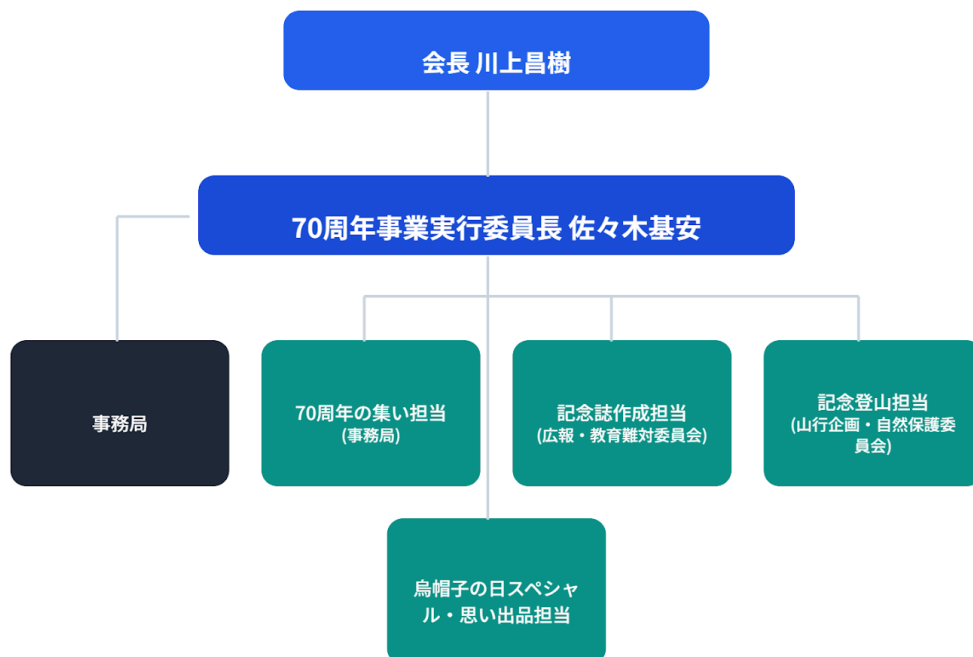 会長 川上昌樹
70周年事業実行委員長 佐々木基安
事務局
70周年の集い担当
(事務局)
記念誌作成担当
(広報・教育難対委員会)
記念登山担当
(山行企画・自然保護委
員会)
烏帽子の日スペシャ
ル・思い出品担当